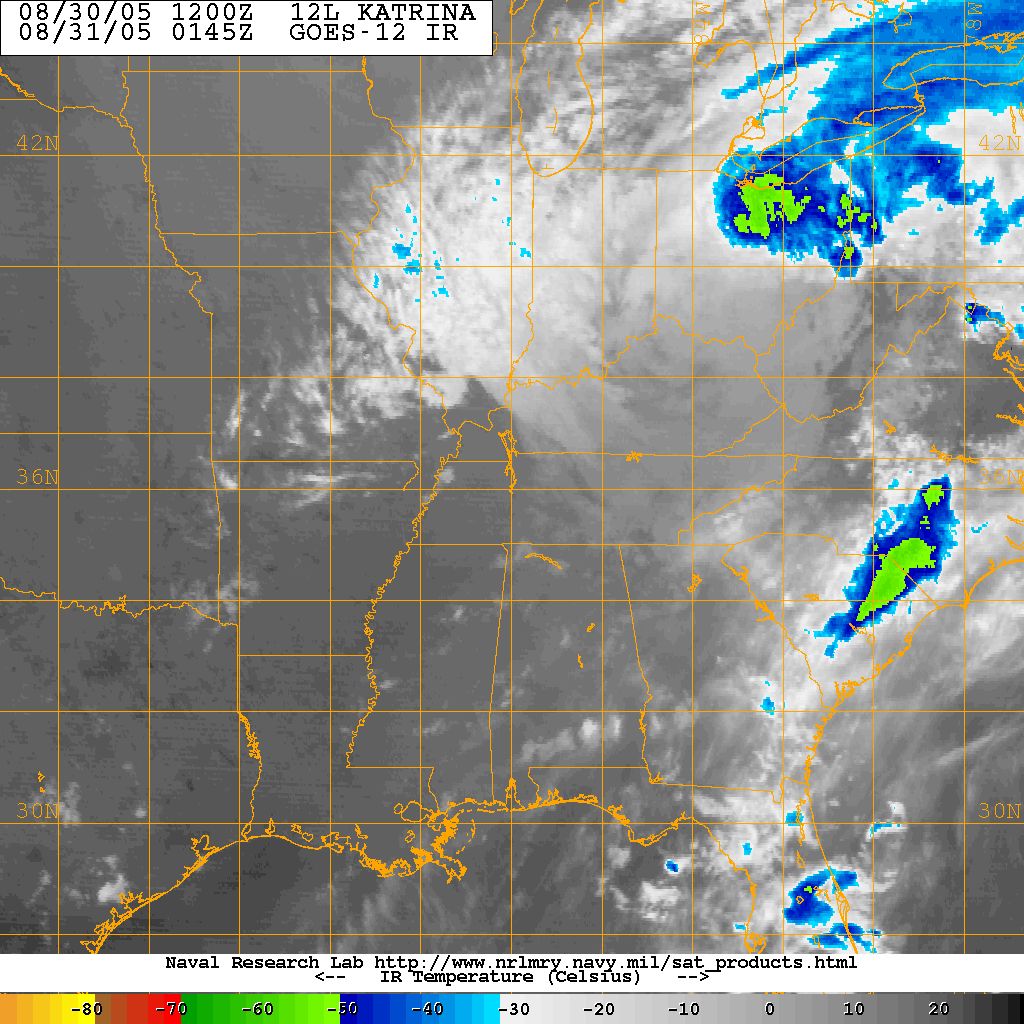 08/30/05 1200Z 12L KATRINA
08/31/05 0145Z GOES-12 IR
42N 42N
36N
30N 30N
Naval Research Lab http://www.nrlmry.navy.mil/sat_products.html
<-- IR Temperature (Celsius) -->
-80 -70 -60 -50 -40 -30 -20 -10 0 10 20